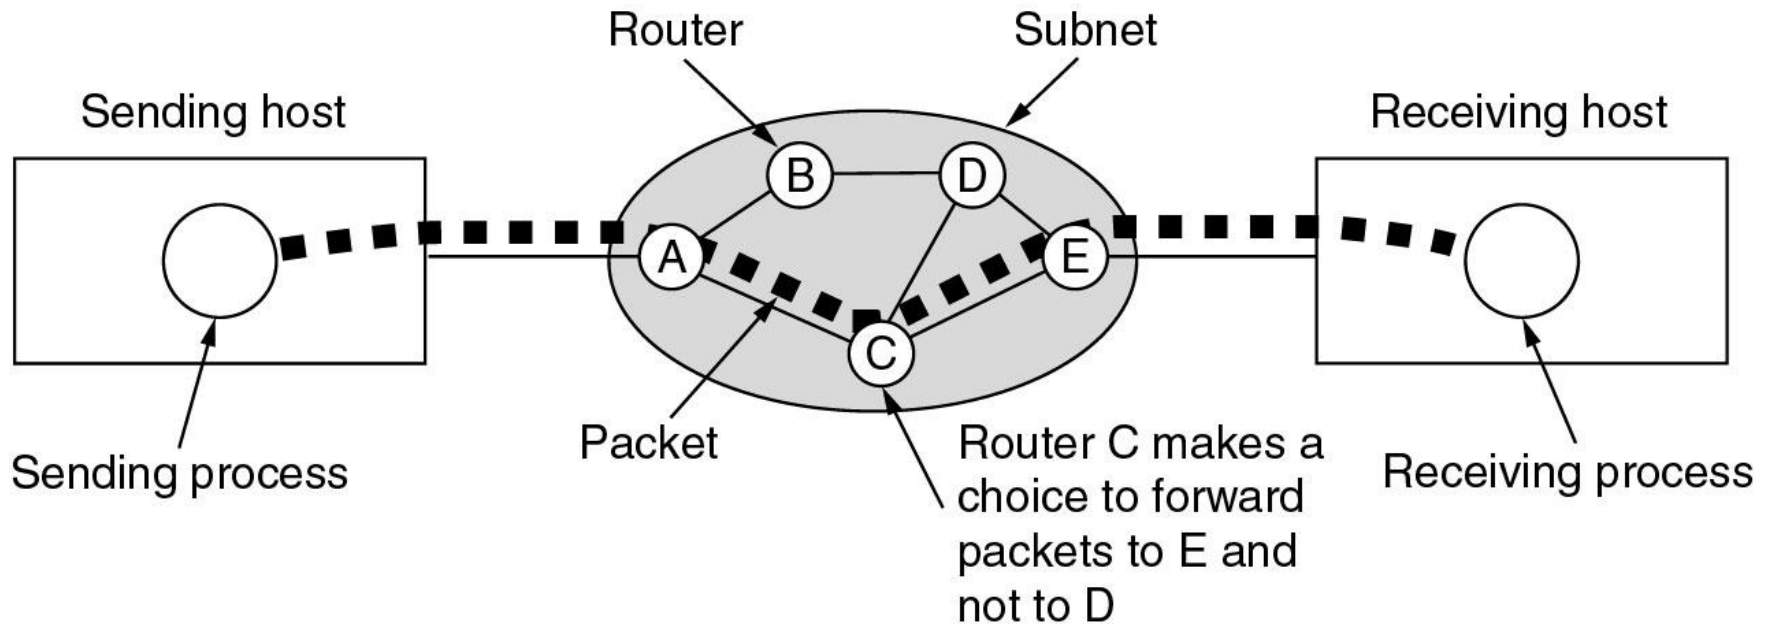 Router
Subnet
Sending host
Receiving host
B
D
A
E
C
Packet
Router C makes a
choice to forward
packets to E and
not to D
Sending process
Receiving process